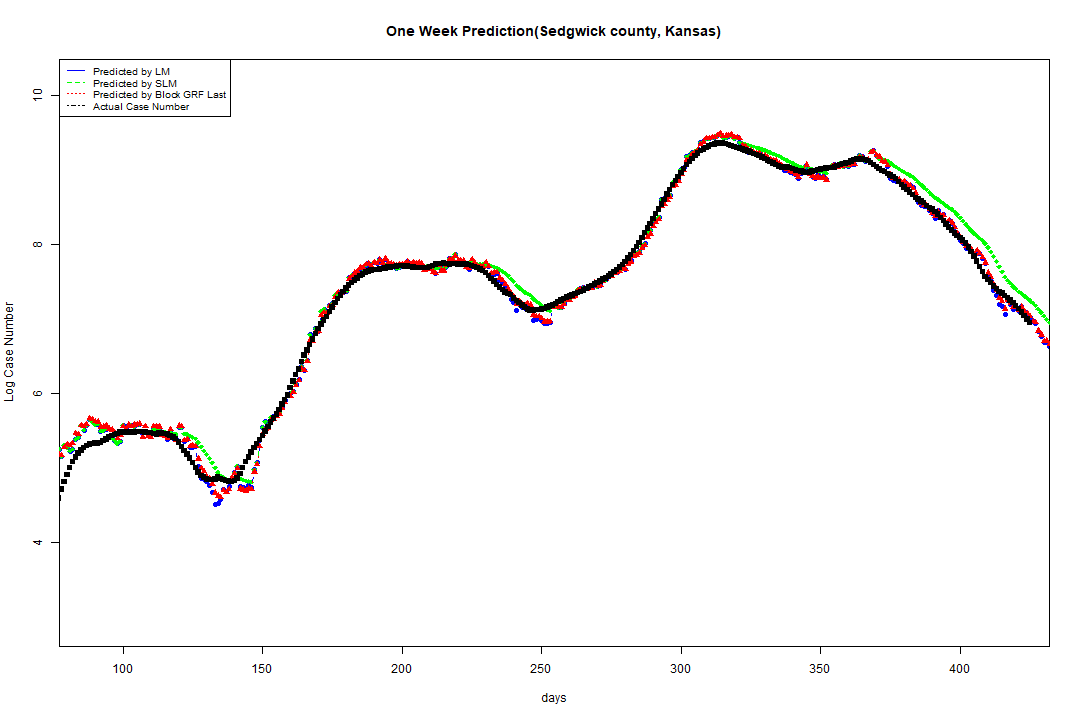 One Week Prediction(Sedgwick county, Kansas)
Predicted by LM
Predicted by SLM
Predicted by Block GRF Last
Actual Case Number
10
8
6
4
Log Case Number
100 150 200 250 300 350 400
days